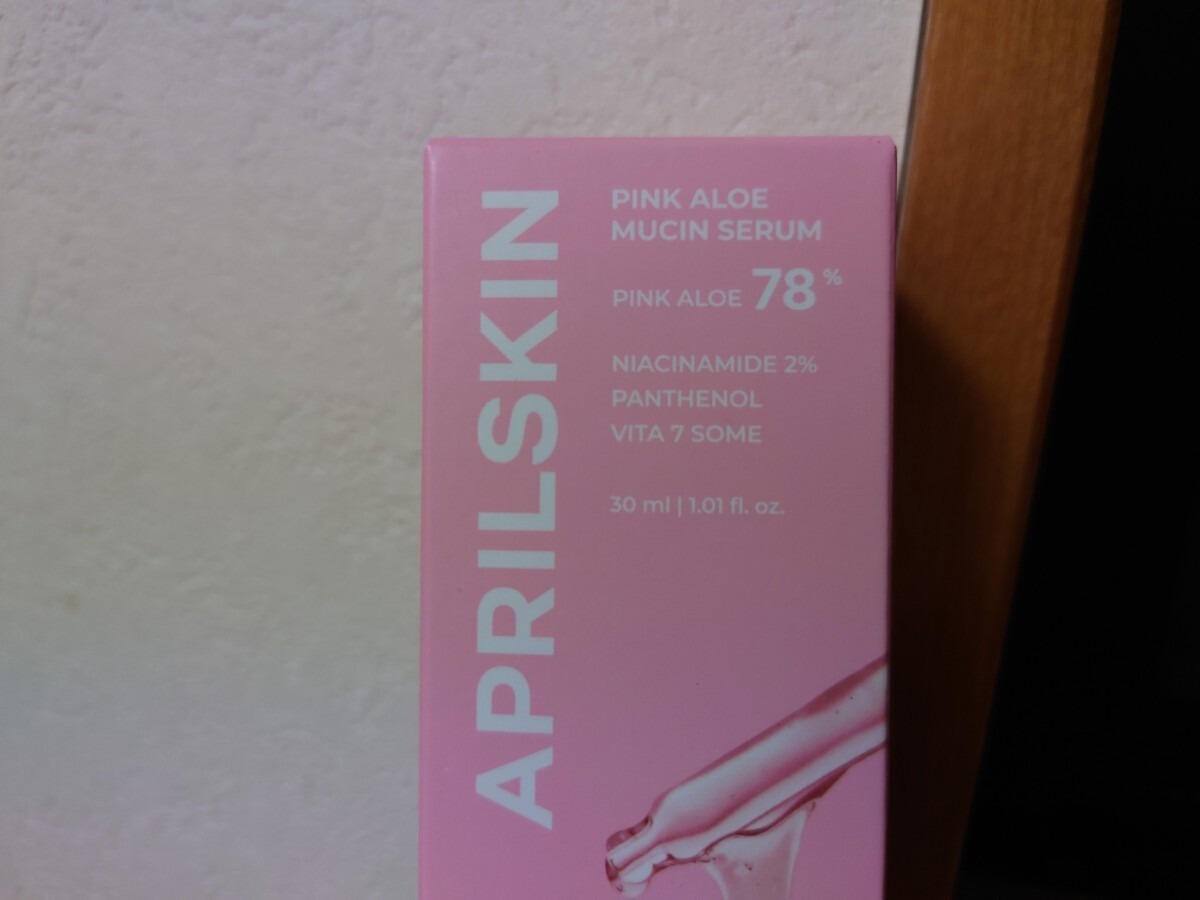 APRILSKIN
PINK ALOE
MUCIN SERUM
PINK ALOE 78%
NIACINAMIDE 2%
PANTHENOL
VITA 7 SOME
30 ml | 1.01 fl. oz.